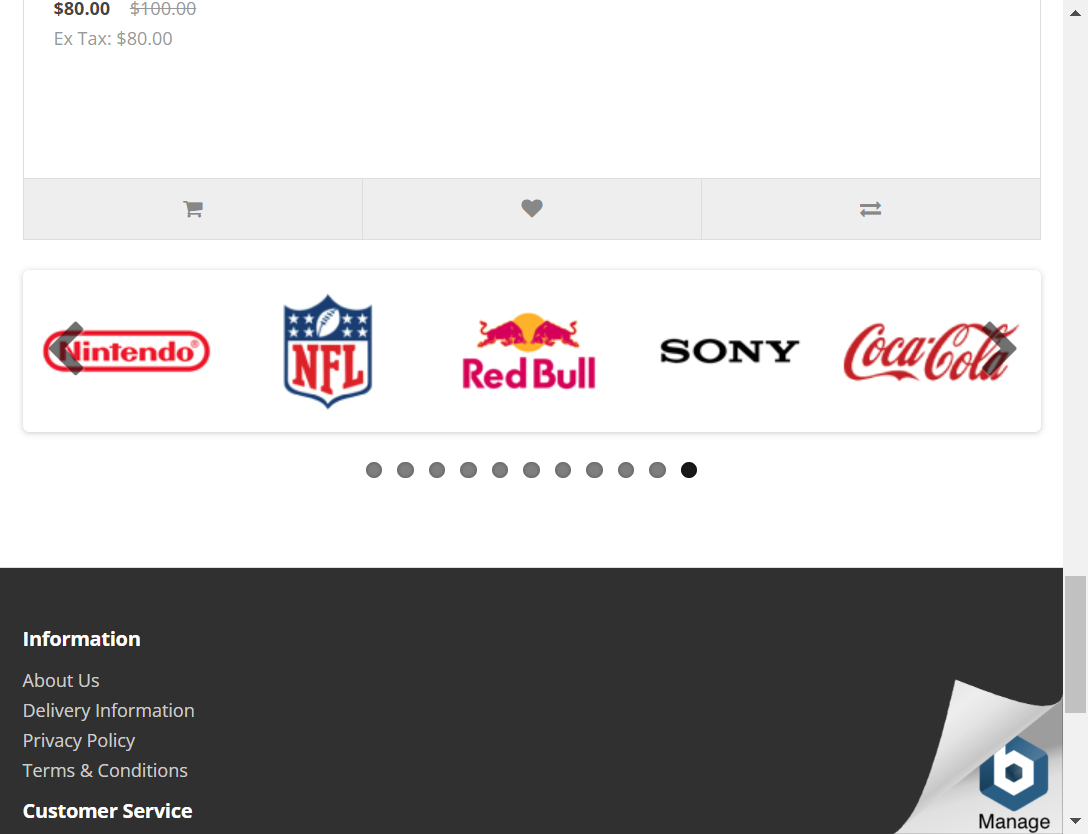 $80.00 $100.00
Ex Tax: $80.00
Nintendo®
NFL
Red Bull
SONY
Coca-Cola
Information
About Us
Delivery Information
Privacy Policy
Terms & Conditions
Customer Service
Manage